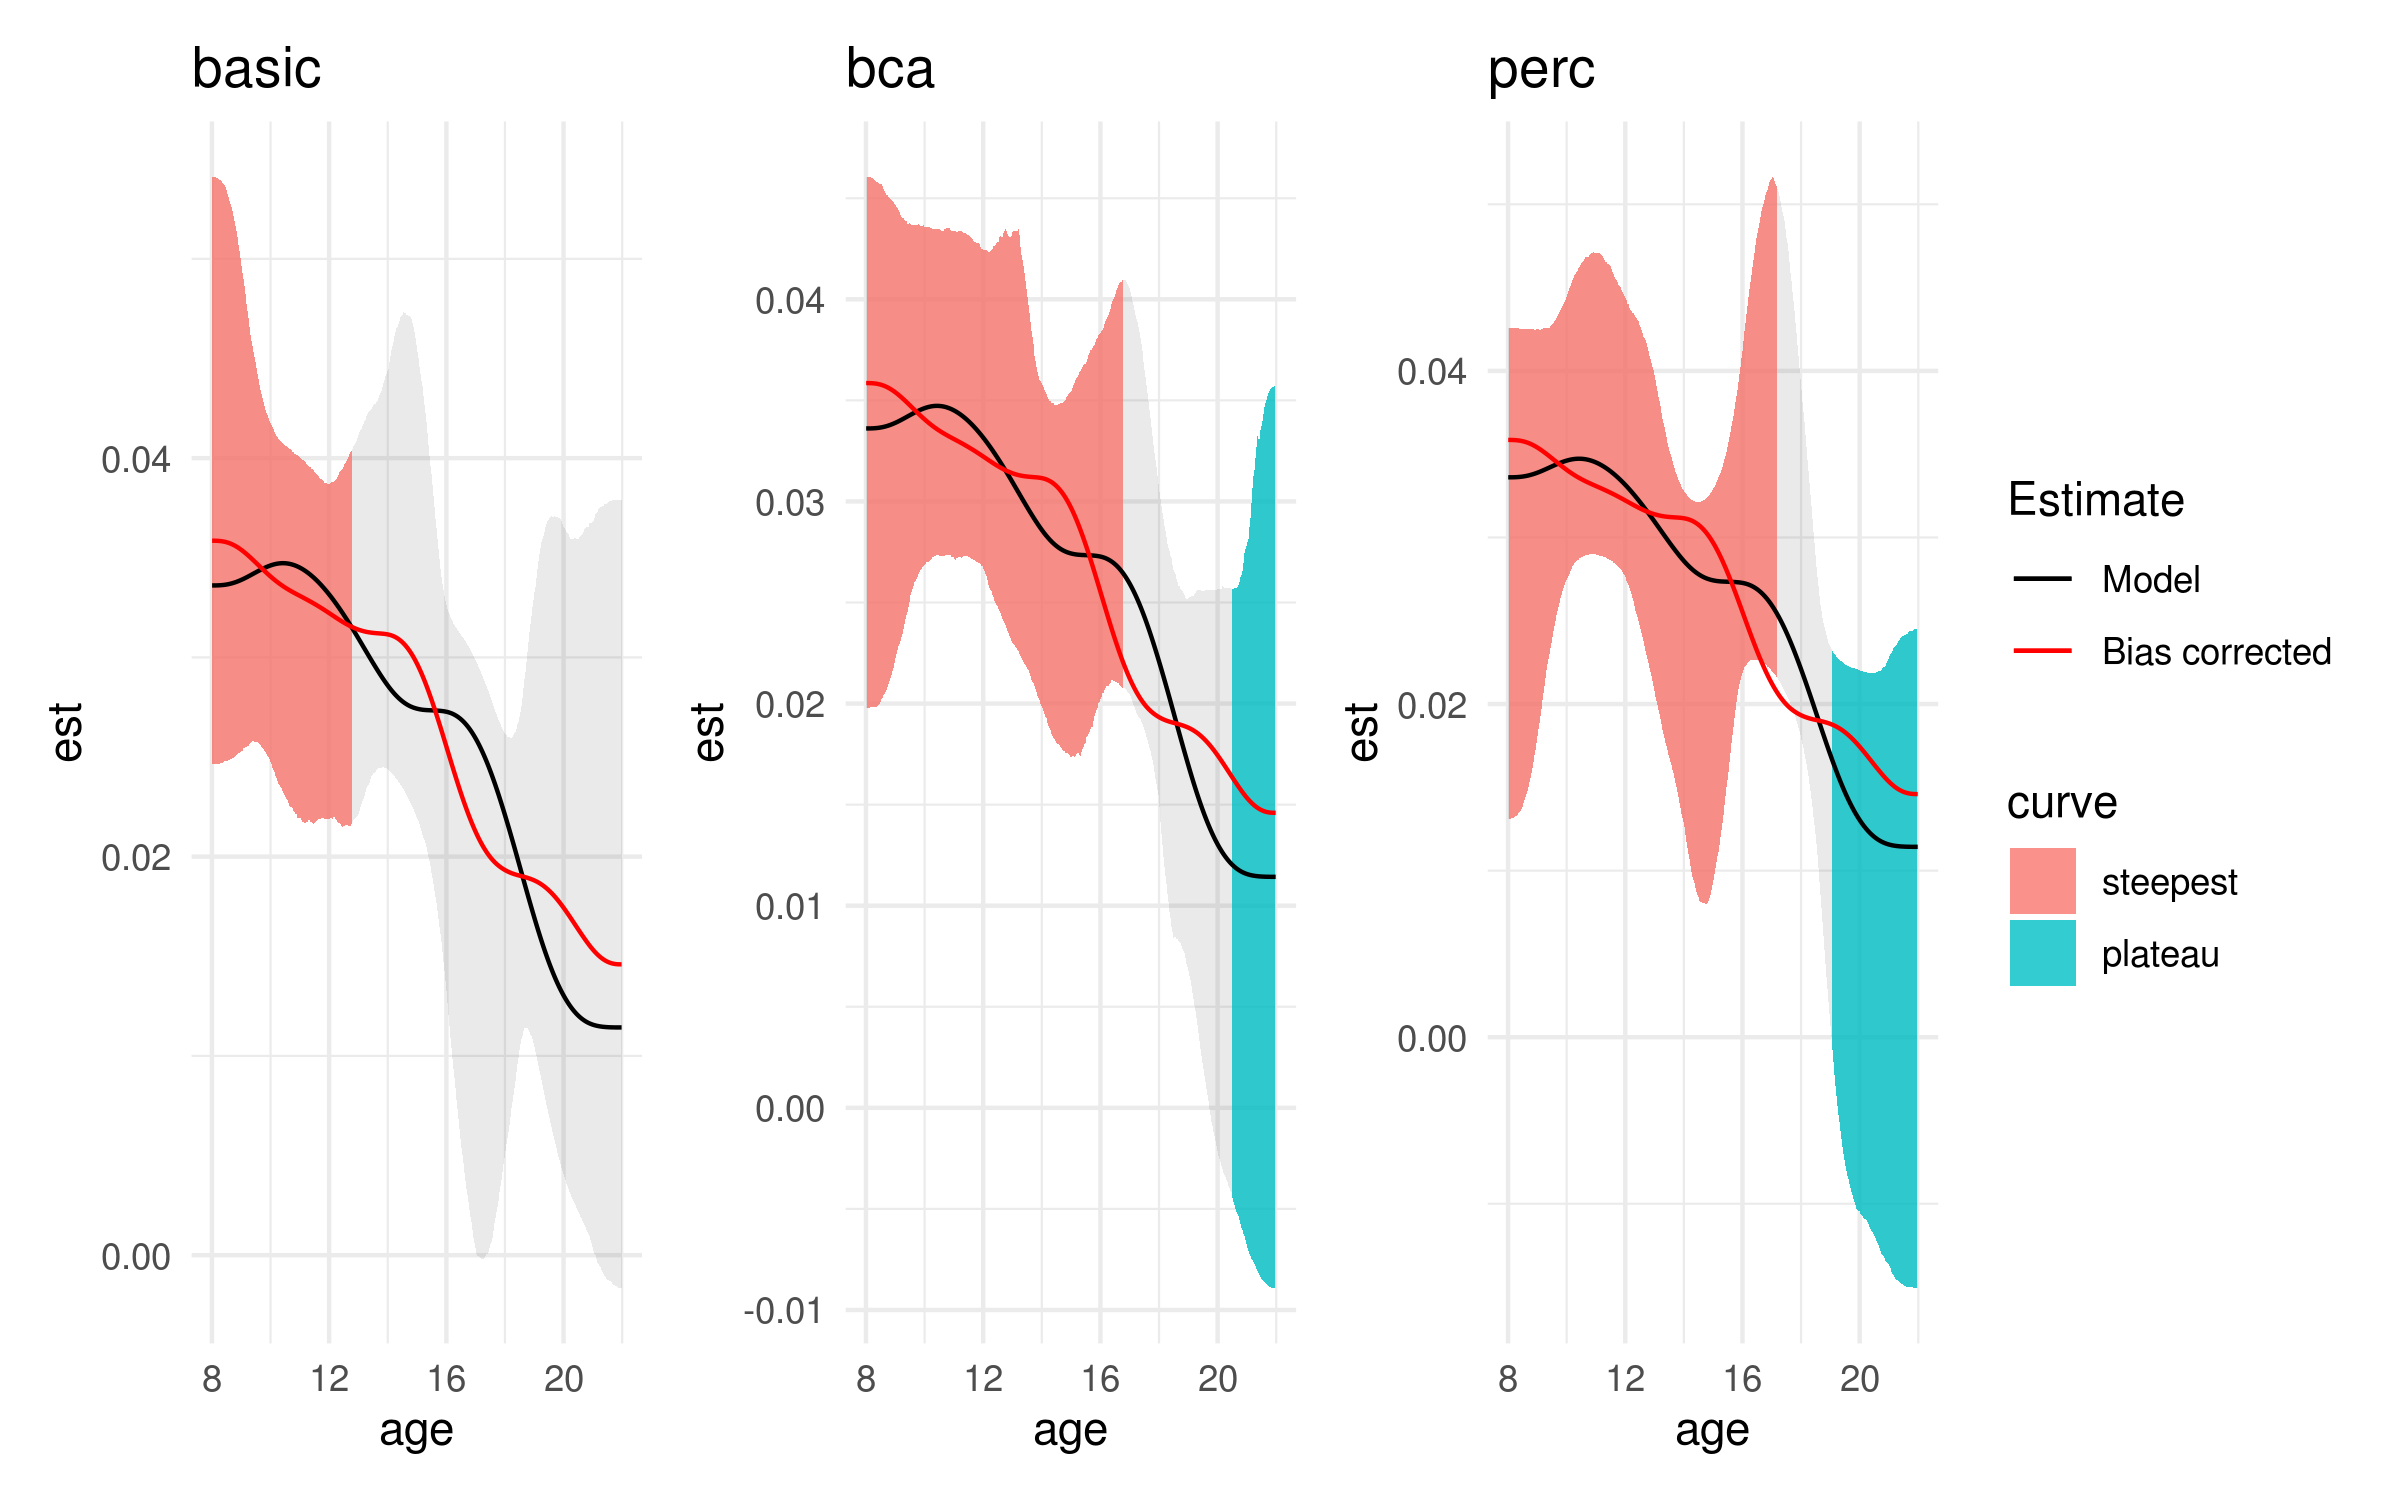 basic
bca
perc
est
0.04
0.02
0.00
8 12 16 20
age
est
0.04
0.03
0.02
0.01
0.00
-0.01
8 12 16 20
age
est
0.04
0.02
0.00
8 12 16 20
age
Estimate
Model
Bias corrected
curve
steepest
plateau